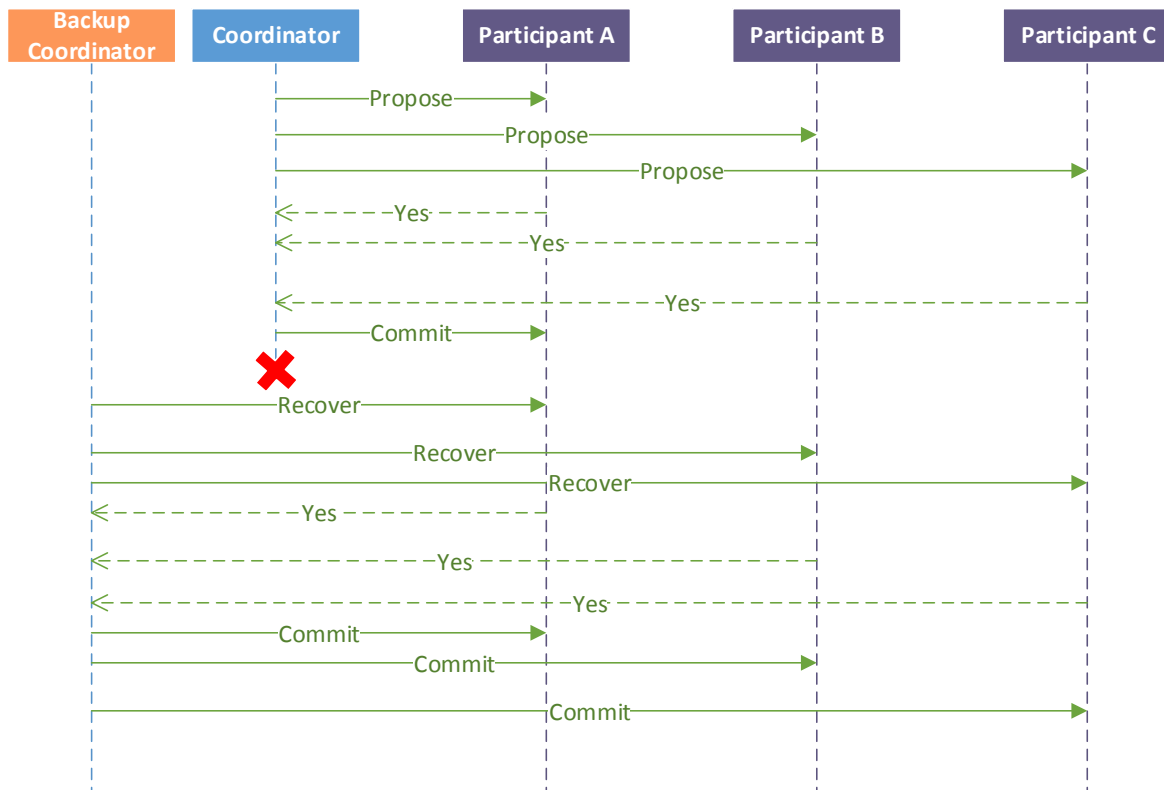 Backup
Coordinator
Coordinator
Participant A
Participant B
Participant C
Propose
Propose
Propose
Yes
Yes
Yes
Commit
Recover
Recover
Recover
Yes
Yes
Yes
Commit
Commit
Commit